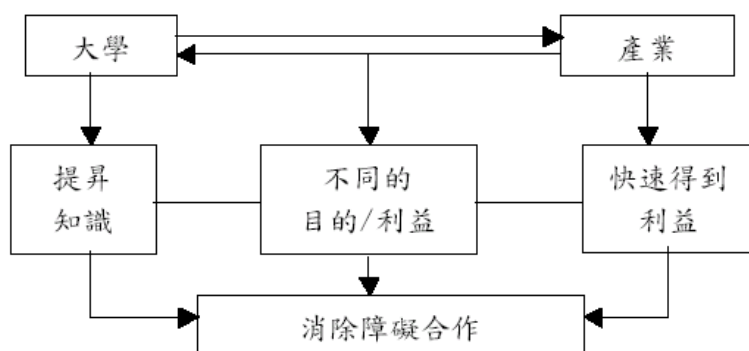 大學
產業
提昇
知識
不同的
目的/利益
快速得到
利益
消除障礙合作